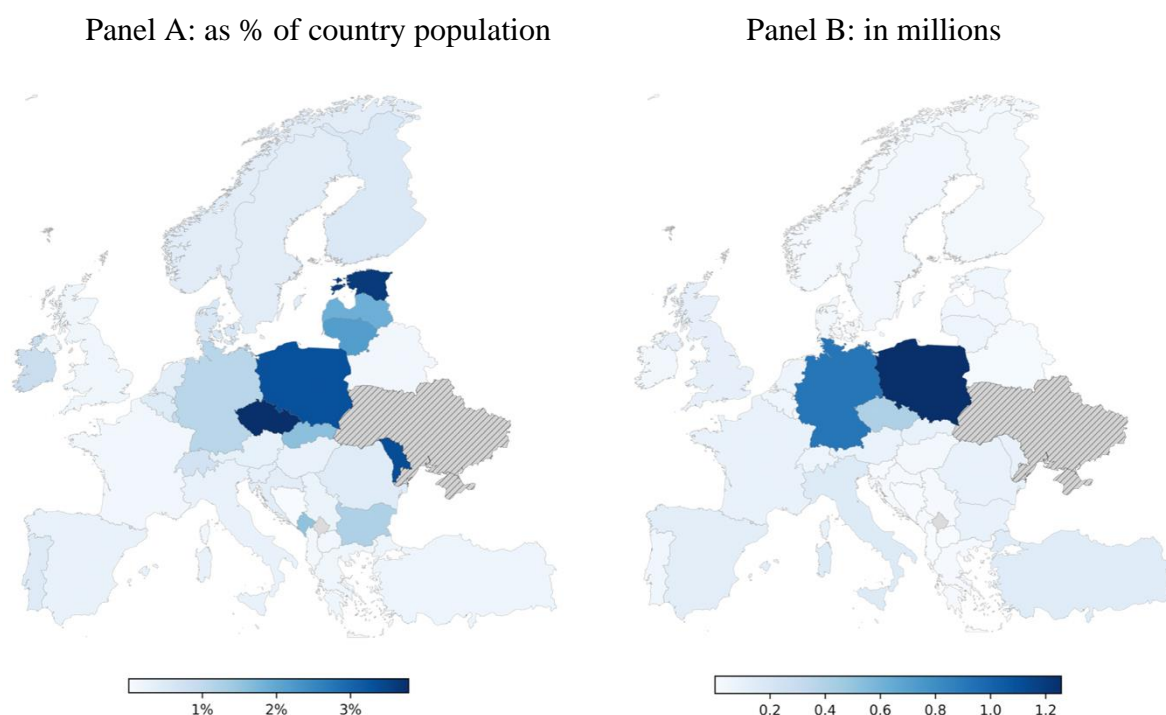 Panel A: as % of country population
Panel B: in millions
1% 2% 3%
0.2 0.4 0.6 0.8 1.0 1.2